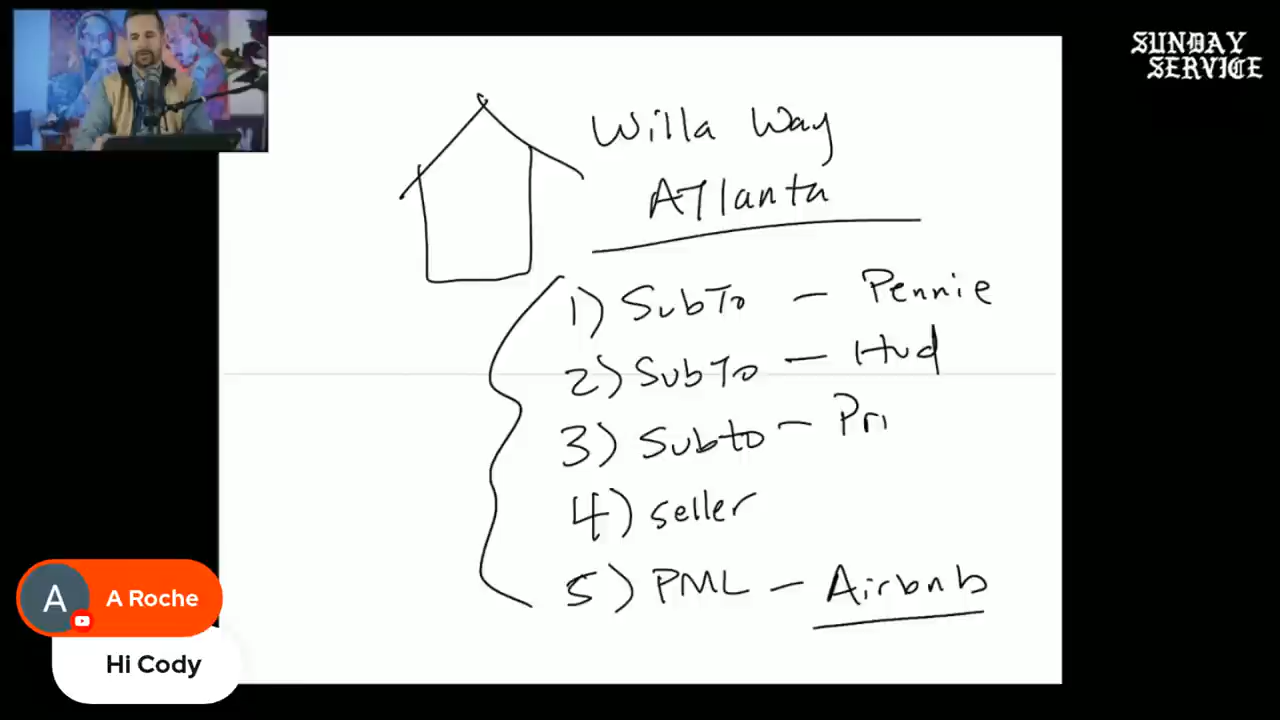 SUNDAY
SERVICE
Willa Way
Atlanta
1) SubTo — Pennie
2) SubTo — Hud
3) Subto — Pri
4) seller
5) PML — Airbnb
A
A Roche
Hi Cody